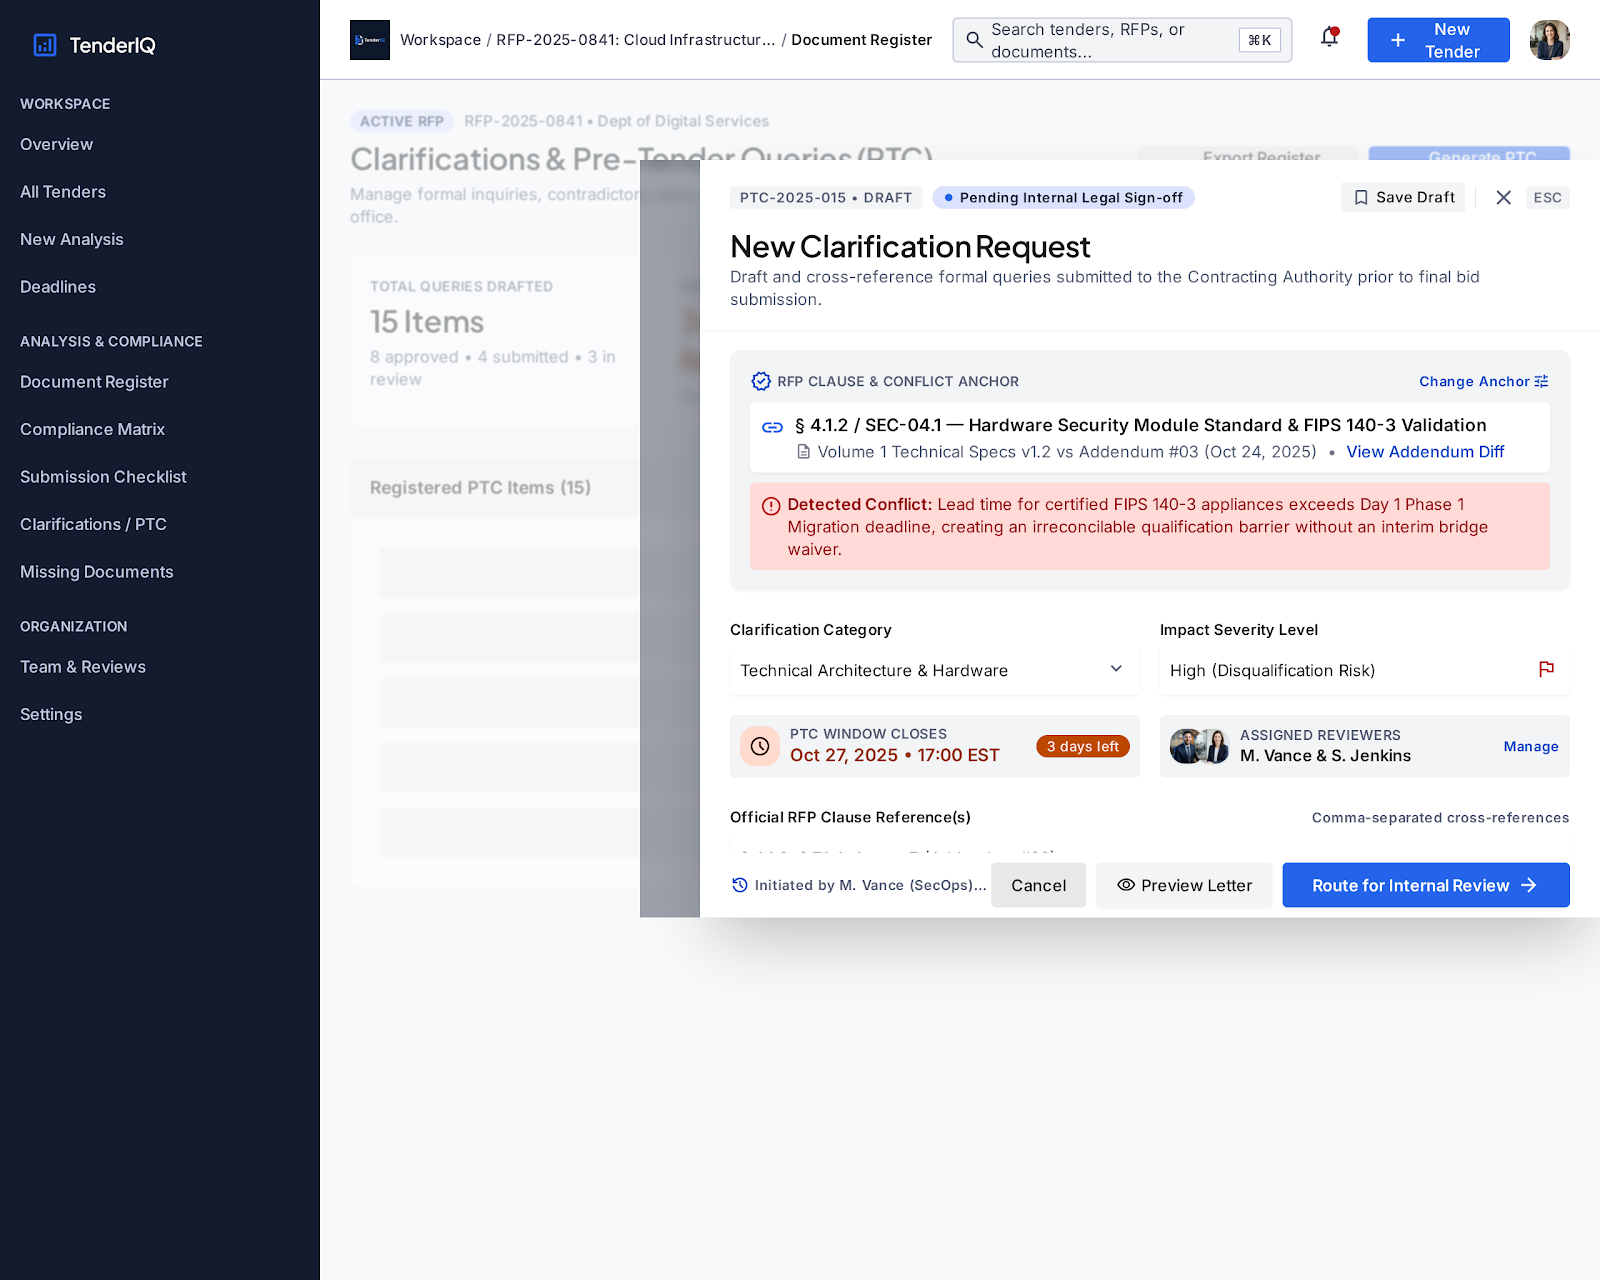 TenderIQ
WORKSPACE
Overview
All Tenders
New Analysis
Deadlines
ANALYSIS & COMPLIANCE
Document Register
Compliance Matrix
Submission Checklist
Clarifications / PTC
Missing Documents
ORGANIZATION
Team & Reviews
Settings
TenderIQ
Workspace / RFP-2025-0841: Cloud Infrastructur... / Document Register
Search tenders, RFPs, or
documents...
⌘K
New
Tender
ACTIVE RFP
RFP-2025-0841 • Dept of Digital Services
Clarifications & Pre-Tender Queries (PTC)
Export Register
Generate PTC
Manage formal inquiries, contradictory
office.
TOTAL QUERIES DRAFTED
15 Items
8 approved • 4 submitted • 3 in
review
Registered PTC Items (15)
PTC-2025-015 • DRAFT
Pending Internal Legal Sign-off
Save Draft
ESC
New Clarification Request
Draft and cross-reference formal queries submitted to the Contracting Authority prior to final bid
submission.
RFP CLAUSE & CONFLICT ANCHOR
Change Anchor
§ 4.1.2 / SEC-04.1 — Hardware Security Module Standard & FIPS 140-3 Validation
Volume 1 Technical Specs v1.2 vs Addendum #03 (Oct 24, 2025) • View Addendum Diff
Detected Conflict: Lead time for certified FIPS 140-3 appliances exceeds Day 1 Phase 1
Migration deadline, creating an irreconcilable qualification barrier without an interim bridge
waiver.
Clarification Category
Technical Architecture & Hardware
Impact Severity Level
High (Disqualification Risk)
PTC WINDOW CLOSES
Oct 27, 2025 • 17:00 EST
3 days left
ASSIGNED REVIEWERS
M. Vance & S. Jenkins
Manage
Official RFP Clause Reference(s)
Comma-separated cross-references
Initiated by M. Vance (SecOps)...
Cancel
Preview Letter
Route for Internal Review